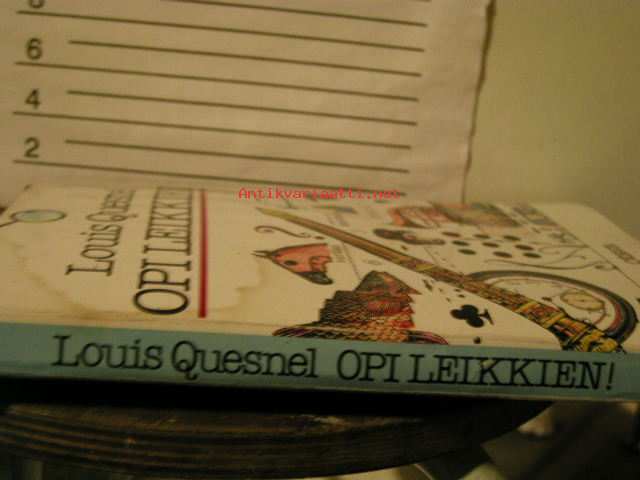 6
4
2
Antikvariaatti.net
Louis Quesnel
OPI LEIKKIEN
Louis Quesnel OPI LEIKKIEN!